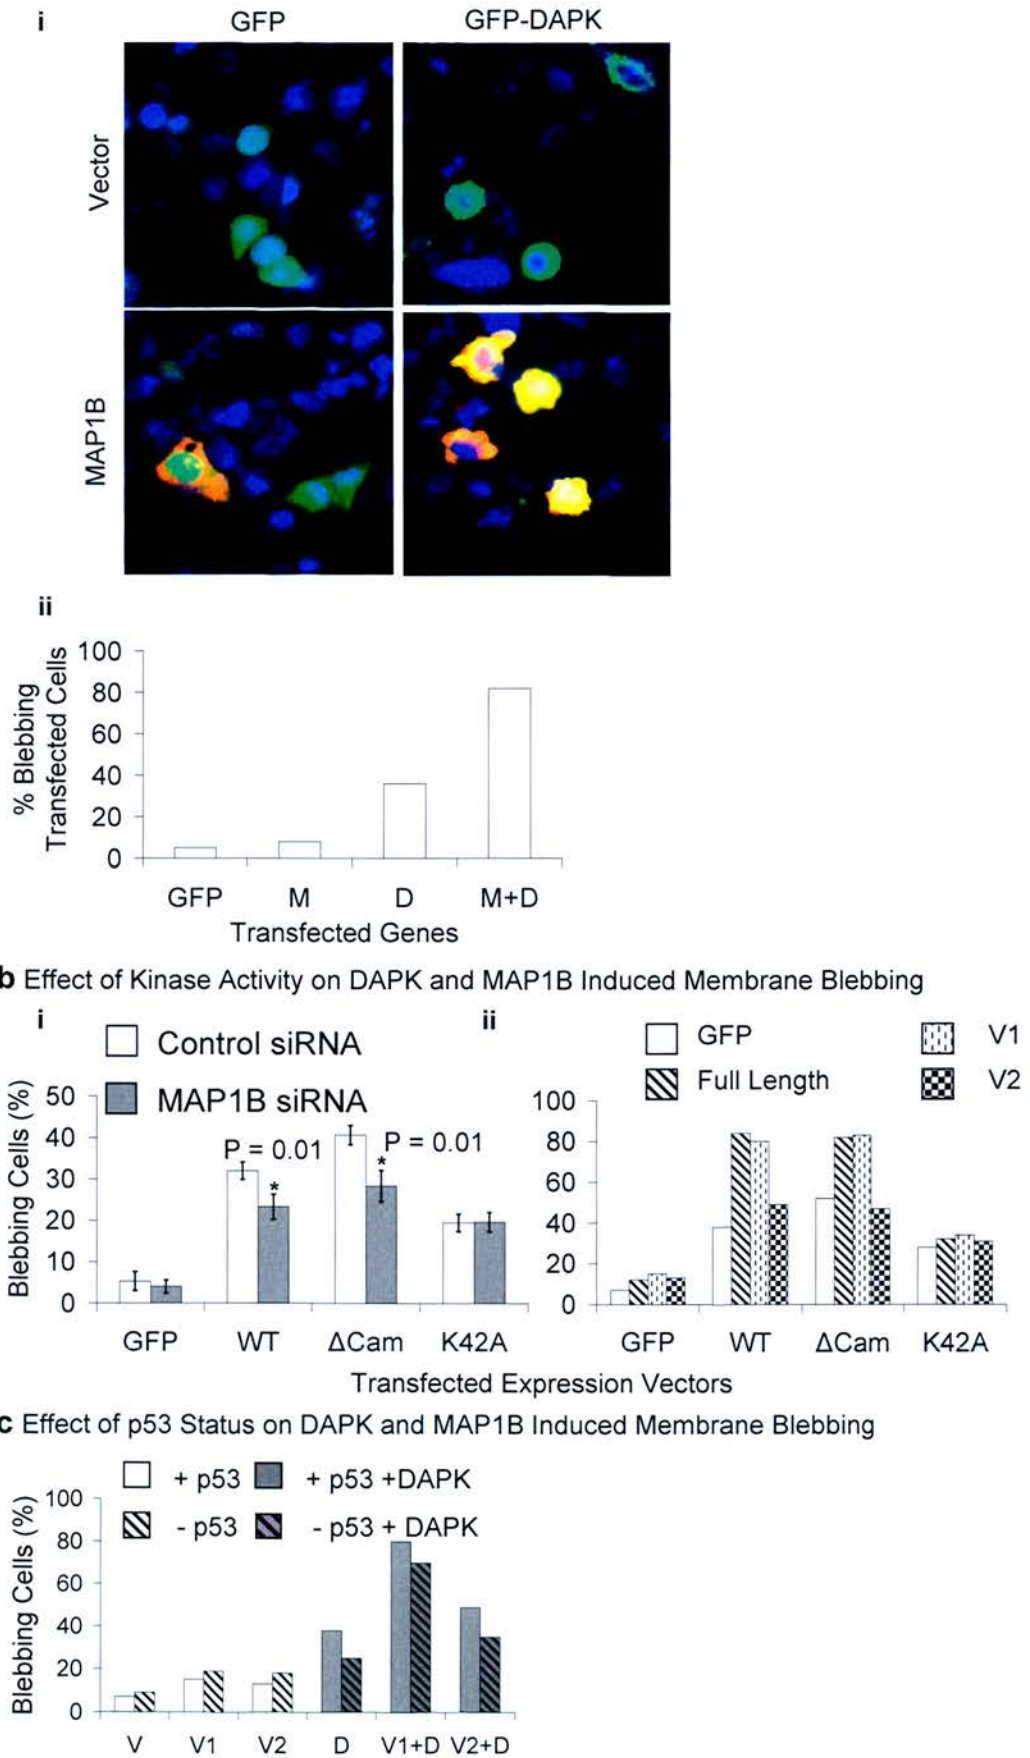 i
GFP
GFP-DAPK
Vector
MAP1B
ii
% Blebbing
Transfected Cells
100
80
60
40
20
0
GFP M D M+D
Transfected Genes
b Effect of Kinase Activity on DAPK and MAP1B Induced Membrane Blebbing
i
Control siRNA
MAP1B siRNA
Blebbing Cells (%)
50
40
30
20
10
0
P = 0.01
P = 0.01
*
*
GFP WT ΔCam K42A
ii
GFP
V1
Full Length
V2
100
80
60
40
20
0
GFP WT ΔCam K42A
Transfected Expression Vectors
c Effect of p53 Status on DAPK and MAP1B Induced Membrane Blebbing
+ p53
+ p53 +DAPK
- p53
- p53 + DAPK
Blebbing Cells (%)
100
80
60
40
20
0
V V1 V2 D V1+D V2+D